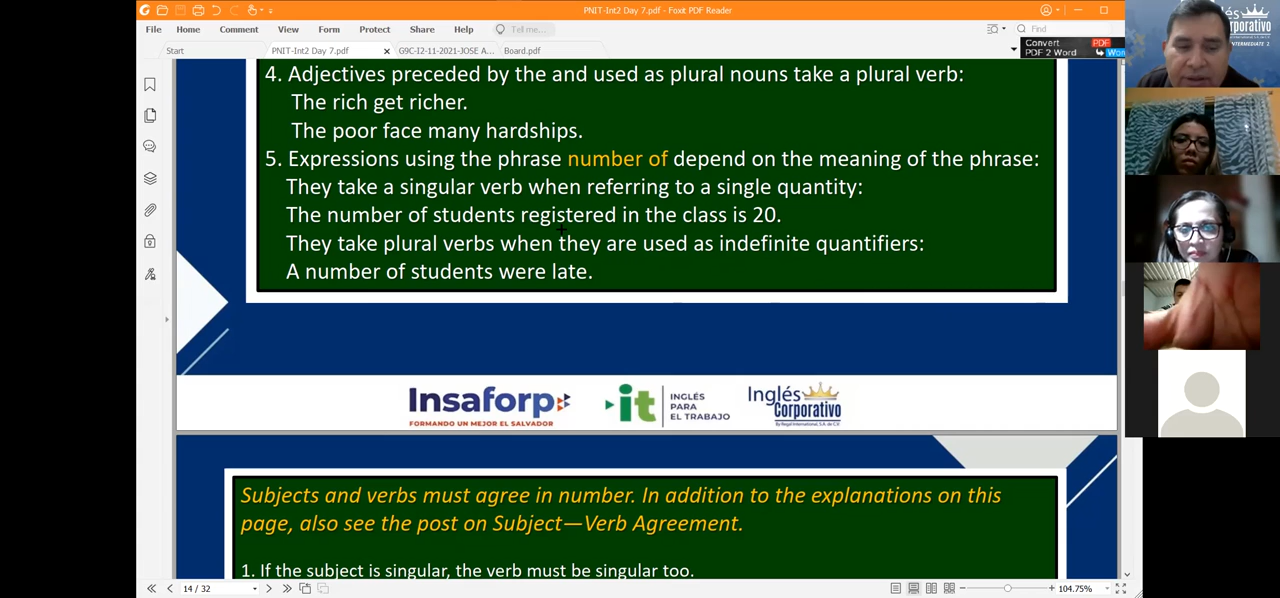 PNIT-Int2 Day 7.pdf - Foxit PDF Reader
File Home Comment View Form Protect Share Help Tell me... Find
Start PNIT-Int2 Day 7.pdf G9C-12-11-2021-JOSE A... Board.pdf
Convert PDF
PDF 2 Word
4. Adjectives preceded by the and used as plural nouns take a plural verb:
The rich get richer.
The poor face many hardships.
5. Expressions using the phrase number of depend on the meaning of the phrase:
They take a singular verb when referring to a single quantity:
The number of students registered in the class is 20.
They take plural verbs when they are used as indefinite quantifiers:
A number of students were late.
Insaforp
FORMANDO UN MEJOR EL SALVADOR
it INGLÉS
PARA
EL TRABAJO
Inglés
Corporativo
By Regal International, S.A. de C.V.
Subjects and verbs must agree in number. In addition to the explanations on this
page, also see the post on Subject—Verb Agreement.
1. If the subject is singular, the verb must be singular too.
14 / 32
104.75%
Inglés
Corporativo
INTERMEDIATE 2